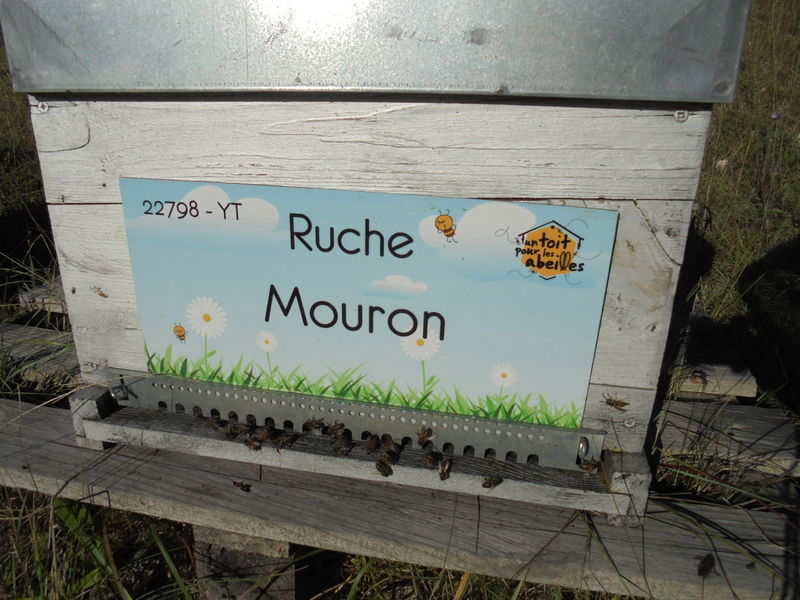 22798 - YT
Ruche
Mouron
un toit
pour les
abeilles